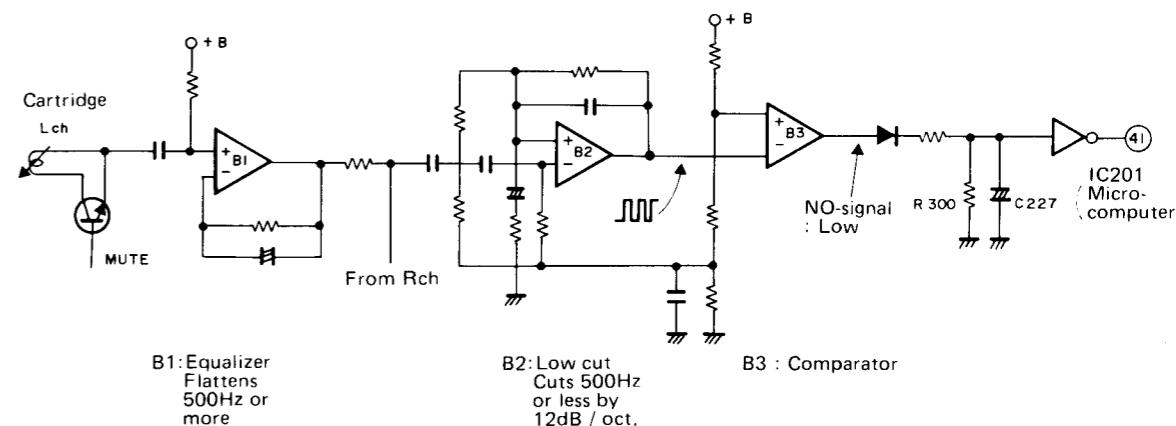 + B
+ B
Cartridge
Lch
+
B1
−
+
B2
−
+
B3
−
41
MUTE
From Rch
NO-signal
: Low
R 300
C227
IC201
( Micro-
computer
B1: Equalizer
Flattens
500Hz or
more
B2: Low cut
Cuts 500Hz
or less by
12dB / oct.
B3 : Comparator